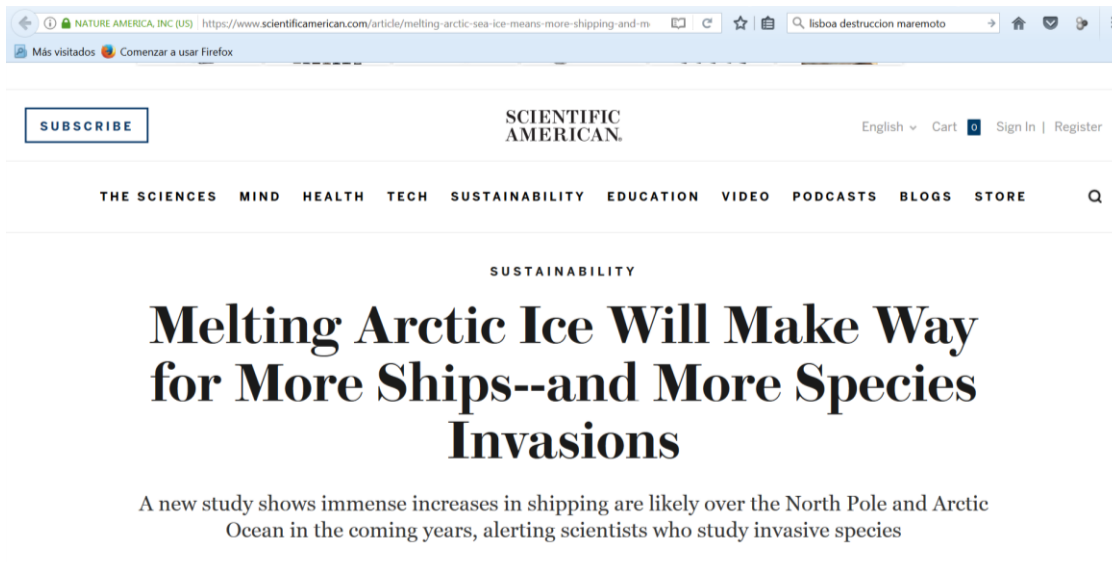 NATURE AMERICA, INC (US) https://www.scientificamerican.com/article/melting-arctic-sea-ice-means-more-shipping-and-m lisboa destruccion maremoto
Más visitados Comenzar a usar Firefox
SUBSCRIBE SCIENTIFIC AMERICAN. English Cart 0 Sign In | Register
THE SCIENCES MIND HEALTH TECH SUSTAINABILITY EDUCATION VIDEO PODCASTS BLOGS STORE
SUSTAINABILITY
Melting Arctic Ice Will Make Way
for More Ships--and More Species
Invasions
A new study shows immense increases in shipping are likely over the North Pole and Arctic
Ocean in the coming years, alerting scientists who study invasive species